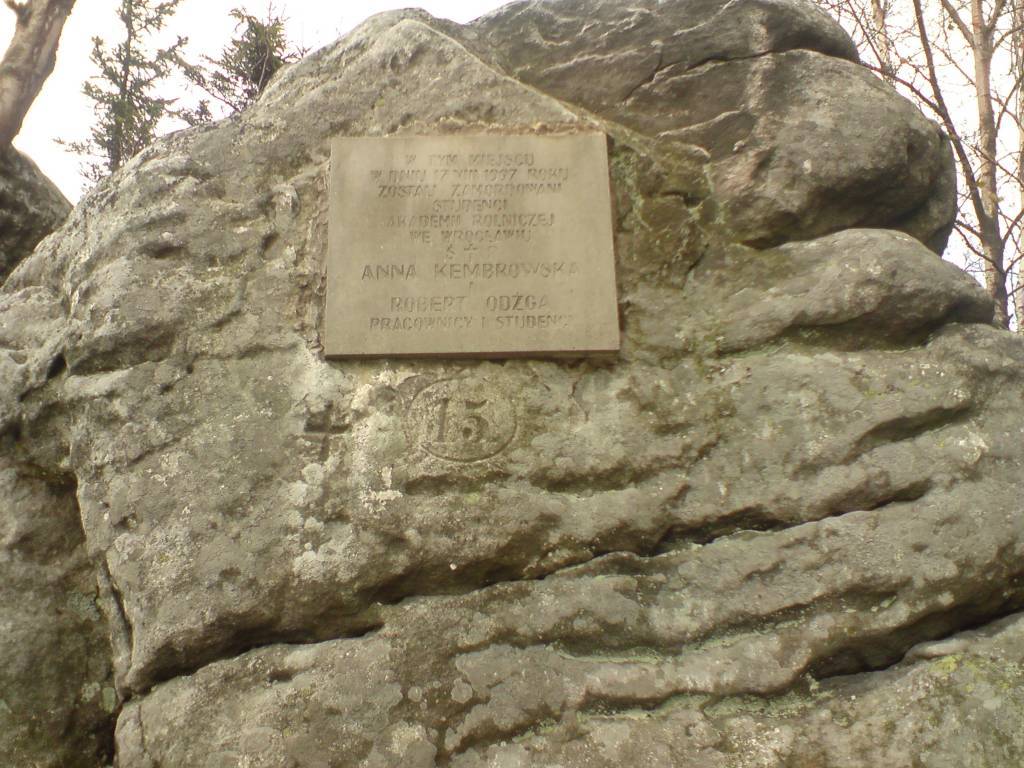 W TYM MIEJSCU
W DNIU 17 VIII 1997 ROKU
ZOSTALI ZAMORDOWANI
STUDENCI
AKADEMII ROLNICZEJ
WE WROCŁAWIU
Ś + P
ANNA KEMBROWSKA
I
ROBERT ODŻGA
PRACOWNICY I STUDENCI
15.